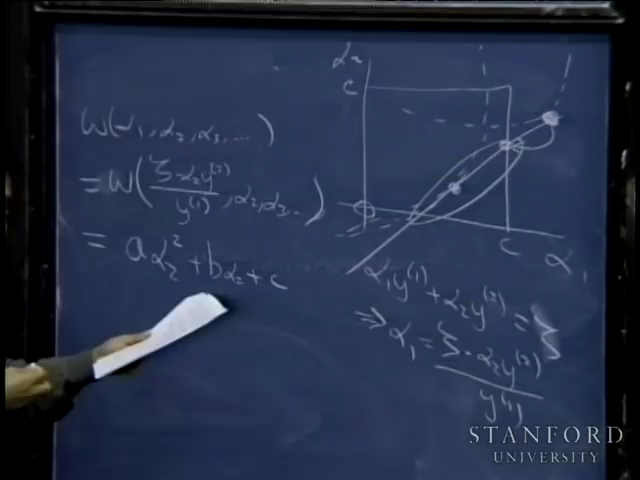 W(α₁, α₂, α₃, ...)
= W( (ζ - α₂y⁽²⁾) / y⁽¹⁾ , α₂, α₃, ... )
= aα₂² + bα₂ + c
α₂
C
C
α₁
α₁y⁽¹⁾ + α₂y⁽²⁾ = ζ
⇒ α₁ = (ζ - α₂y⁽²⁾) / y⁽¹⁾
STANFORD
UNIVERSITY